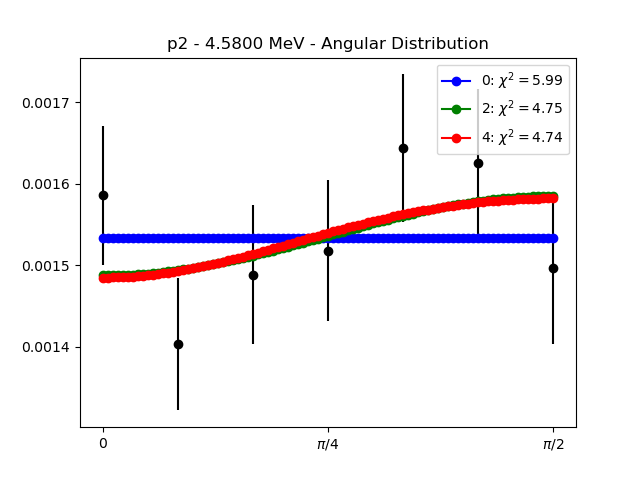 p2 - 4.5800 MeV - Angular Distribution
0: χ² = 5.99
2: χ² = 4.75
4: χ² = 4.74
0.0017
0.0016
0.0015
0.0014
0
π/4
π/2